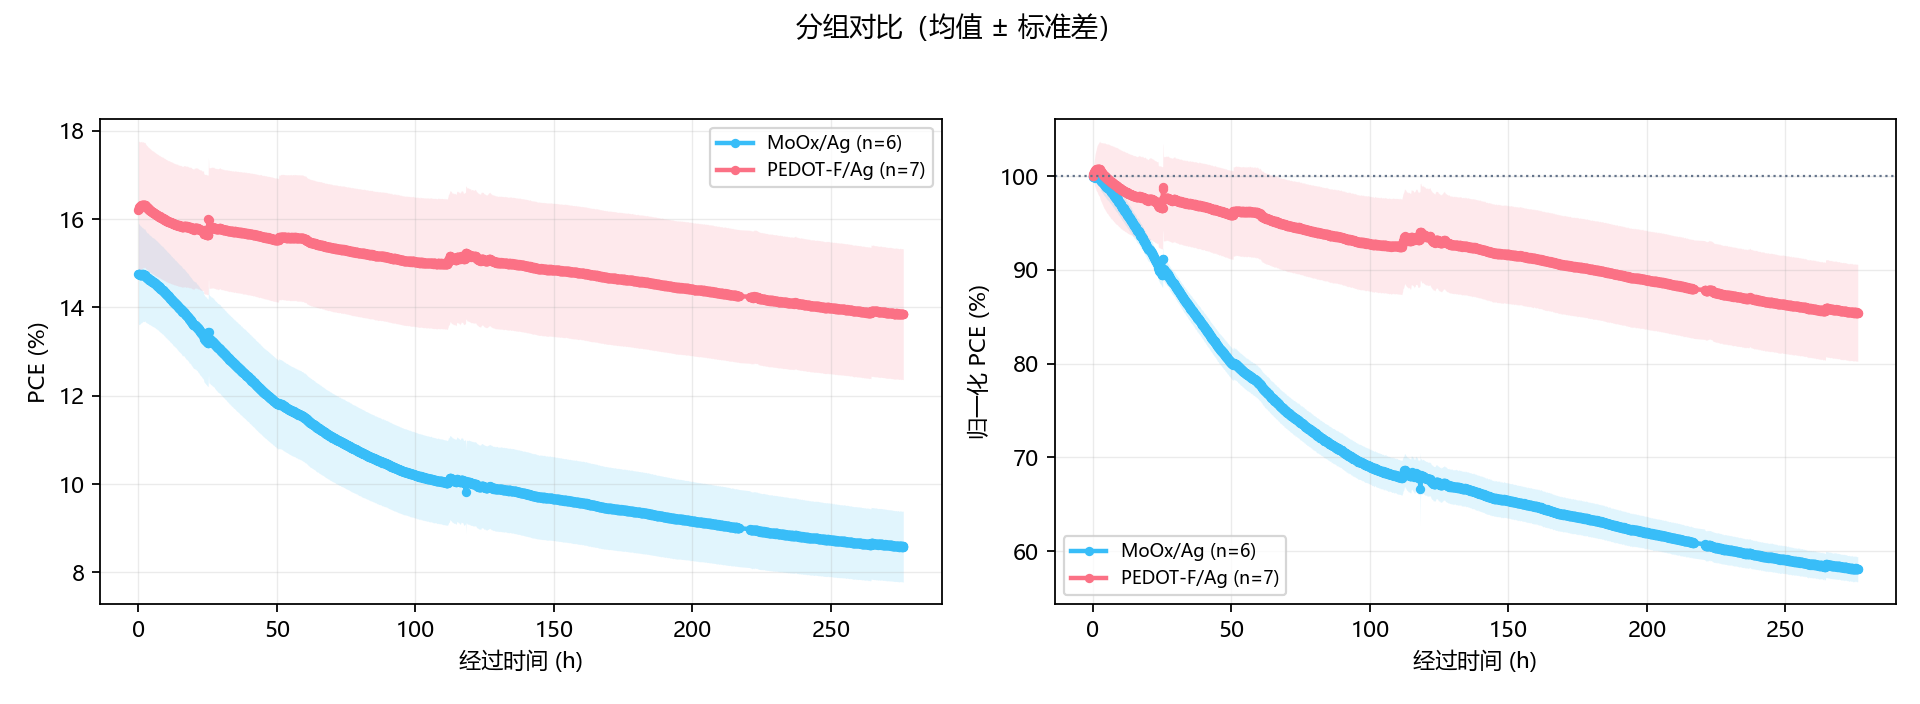 分组对比（均值 ± 标准差）
18
16
14
12
10
8
PCE (%)
0 50 100 150 200 250
经过时间 (h)
MoOx/Ag (n=6)
PEDOT-F/Ag (n=7)
100
90
80
70
60
归一化 PCE (%)
0 50 100 150 200 250
经过时间 (h)
MoOx/Ag (n=6)
PEDOT-F/Ag (n=7)